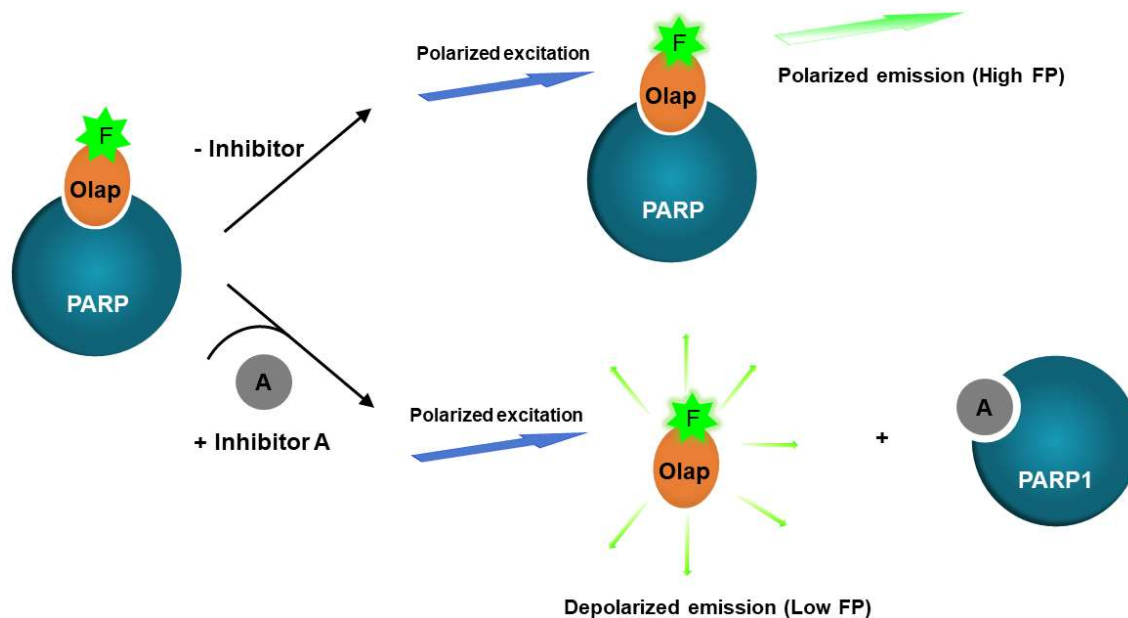 F
Olap
PARP
- Inhibitor
Polarized excitation
F
Olap
PARP
Polarized emission (High FP)
A
+ Inhibitor A
Polarized excitation
F
Olap
+
A
PARP1
Depolarized emission (Low FP)